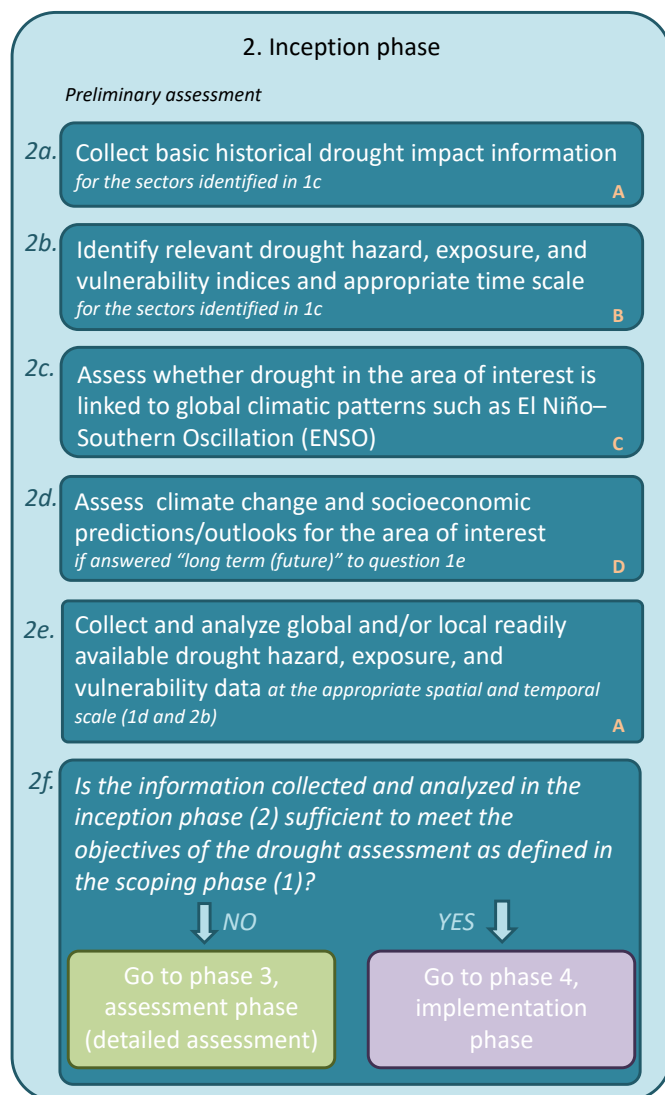 2. Inception phase
Preliminary assessment
2a.
Collect basic historical drought impact information
for the sectors identified in 1c
A
2b.
Identify relevant drought hazard, exposure, and
vulnerability indices and appropriate time scale
for the sectors identified in 1c
B
2c.
Assess whether drought in the area of interest is
linked to global climatic patterns such as El Niño–
Southern Oscillation (ENSO)
C
2d.
Assess climate change and socioeconomic
predictions/outlooks for the area of interest
if answered “long term (future)” to question 1e
D
2e.
Collect and analyze global and/or local readily
available drought hazard, exposure, and
vulnerability data at the appropriate spatial and temporal
scale (1d and 2b)
A
2f.
Is the information collected and analyzed in the
inception phase (2) sufficient to meet the
objectives of the drought assessment as defined in
the scoping phase (1)?
NO
YES
Go to phase 3,
assessment phase
(detailed assessment)
Go to phase 4,
implementation
phase